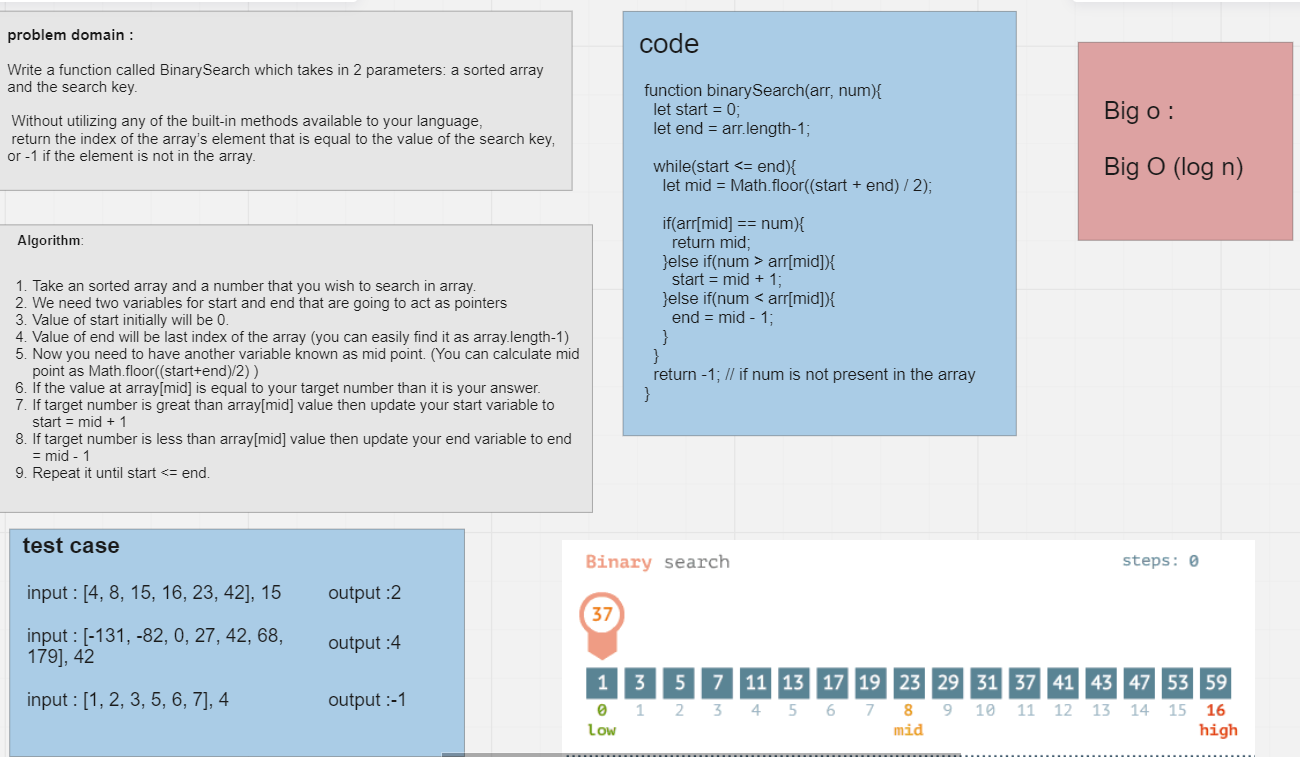 problem domain :
Write a function called BinarySearch which takes in 2 parameters: a sorted array
and the search key.
Without utilizing any of the built-in methods available to your language,
return the index of the array's element that is equal to the value of the search key,
or -1 if the element is not in the array.
Algorithm:
1. Take an sorted array and a number that you wish to search in array.
2. We need two variables for start and end that are going to act as pointers
3. Value of start initially will be 0.
4. Value of end will be last index of the array (you can easily find it as array.length-1)
5. Now you need to have another variable known as mid point. (You can calculate mid
point as Math.floor((start+end)/2) )
6. If the value at array[mid] is equal to your target number than it is your answer.
7. If target number is great than array[mid] value then update your start variable to
start = mid + 1
8. If target number is less than array[mid] value then update your end variable to end
= mid - 1
9. Repeat it until start <= end.
code
function binarySearch(arr, num){
let start = 0;
let end = arr.length-1;
while(start <= end){
let mid = Math.floor((start + end) / 2);
if(arr[mid] == num){
return mid;
}else if(num > arr[mid]){
start = mid + 1;
}else if(num < arr[mid]){
end = mid - 1;
}
}
return -1; // if num is not present in the array
}
Big o :
Big O (log n)
test case
input : [4, 8, 15, 16, 23, 42], 15 output :2
input : [-131, -82, 0, 27, 42, 68,
179], 42 output :4
input : [1, 2, 3, 5, 6, 7], 4 output :-1
Binary search steps: 0
37
1 3 5 7 11 13 17 19 23 29 31 37 41 43 47 53 59
0 1 2 3 4 5 6 7 8 9 10 11 12 13 14 15 16
low mid high